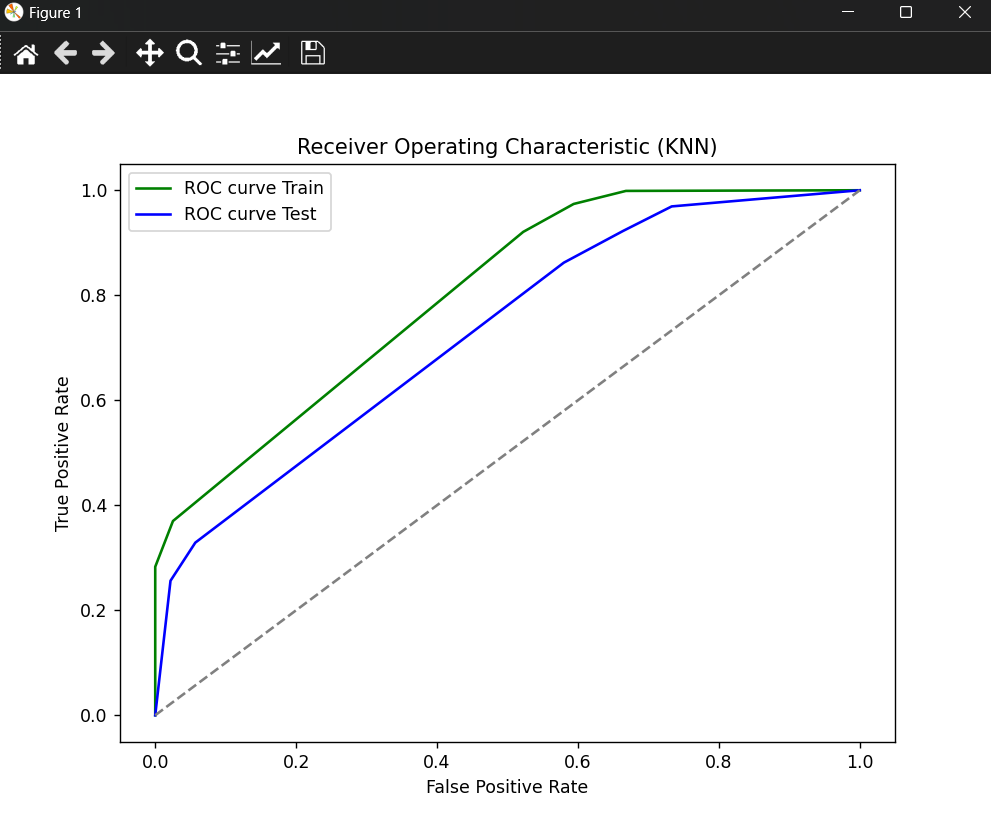 Figure 1
Receiver Operating Characteristic (KNN)
ROC curve Train
ROC curve Test
1.0
0.8
0.6
0.4
0.2
0.0
True Positive Rate
0.0 0.2 0.4 0.6 0.8 1.0
False Positive Rate